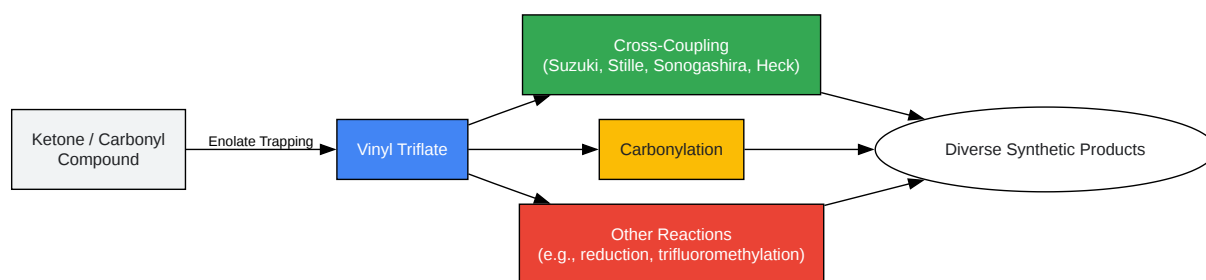 Ketone / Carbonyl
Compound
Enolate Trapping
Vinyl Triflate
Cross-Coupling
(Suzuki, Stille, Sonogashira, Heck)
Carbonylation
Other Reactions
(e.g., reduction, trifluoromethylation)
Diverse Synthetic Products